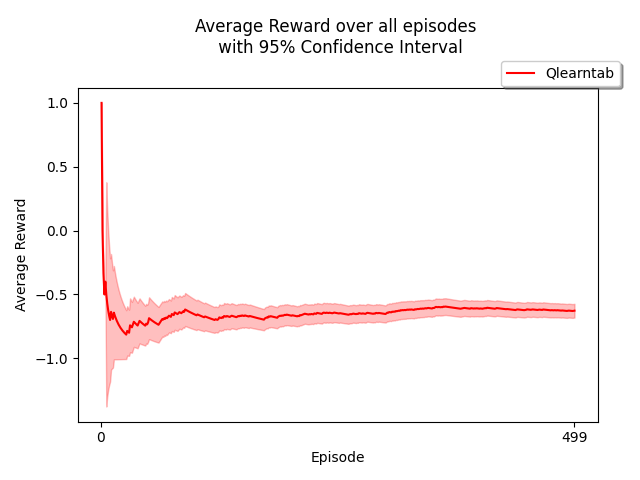 Average Reward over all episodes
with 95% Confidence Interval
Qlearntab
1.0
0.5
0.0
−0.5
−1.0
Average Reward
0
499
Episode